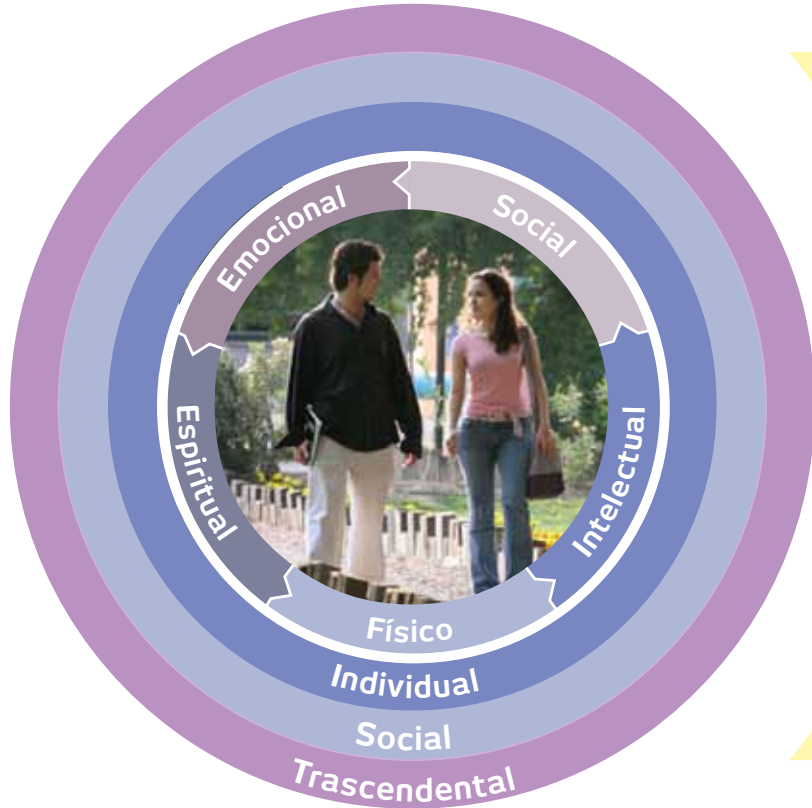 Emocional
Social
Espiritual
Intelectual
Físico
Individual
Social
Trascendental